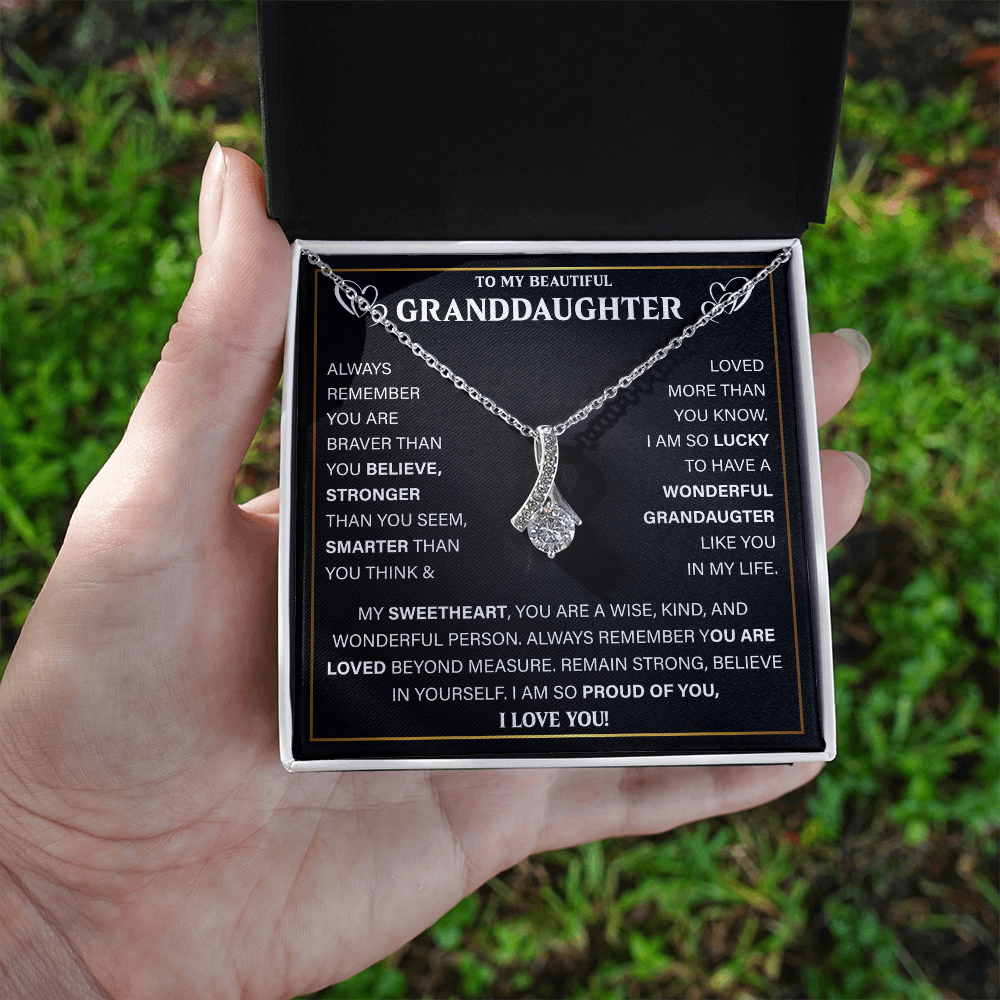 TO MY BEAUTIFUL
GRANDDAUGHTER
ALWAYS
REMEMBER
YOU ARE
BRAVER THAN
YOU BELIEVE,
STRONGER
THAN YOU SEEM,
SMARTER THAN
YOU THINK &
LOVED
MORE THAN
YOU KNOW.
I AM SO LUCKY
TO HAVE A
WONDERFUL
GRANDAUGTER
LIKE YOU
IN MY LIFE.
MY SWEETHEART, YOU ARE A WISE, KIND, AND
WONDERFUL PERSON. ALWAYS REMEMBER YOU ARE
LOVED BEYOND MEASURE. REMAIN STRONG, BELIEVE
IN YOURSELF. I AM SO PROUD OF YOU,
I LOVE YOU!